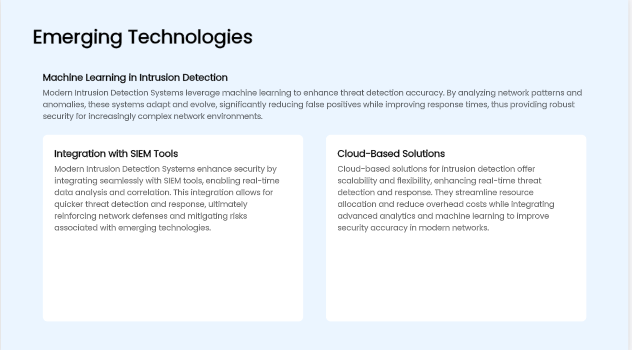 Emerging Technologies
Machine Learning in Intrusion Detection
Modern Intrusion Detection Systems leverage machine learning to enhance threat detection accuracy. By analyzing network patterns and
anomalies, these systems adapt and evolve, significantly reducing false positives while improving response times, thus providing robust
security for increasingly complex network environments.
Integration with SIEM Tools
Modern Intrusion Detection Systems enhance security by
integrating seamlessly with SIEM tools, enabling real-time
data analysis and correlation. This integration allows for
quicker threat detection and response, ultimately
reinforcing network defenses and mitigating risks
associated with emerging technologies.
Cloud-Based Solutions
Cloud-based solutions for intrusion detection offer
scalability and flexibility, enhancing real-time threat
detection and response. They streamline resource
allocation and reduce overhead costs while integrating
advanced analytics and machine learning to improve
security accuracy in modern networks.